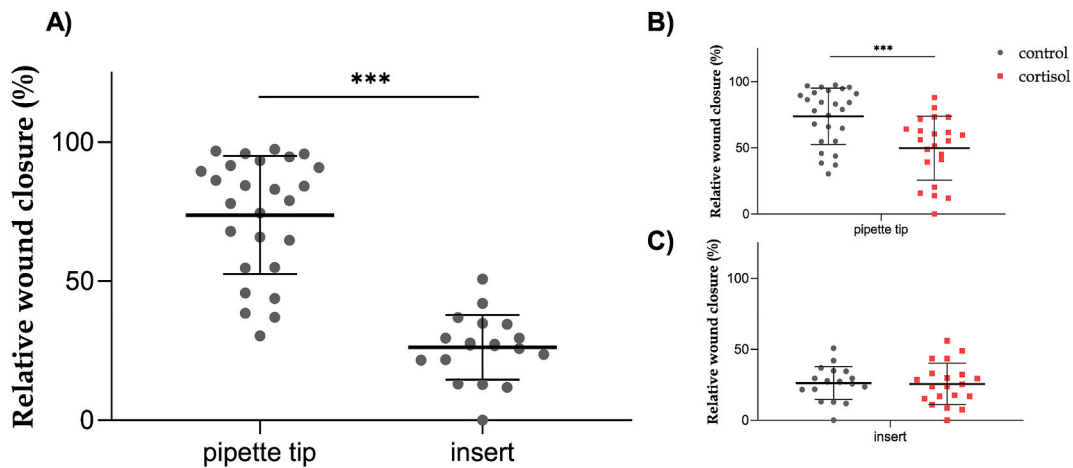 A)
Relative wound closure (%)
100
50
0
***
pipette tip
insert
B)
Relative wound closure (%)
100
50
0
***
pipette tip
control
cortisol
C)
Relative wound closure (%)
100
50
0
insert